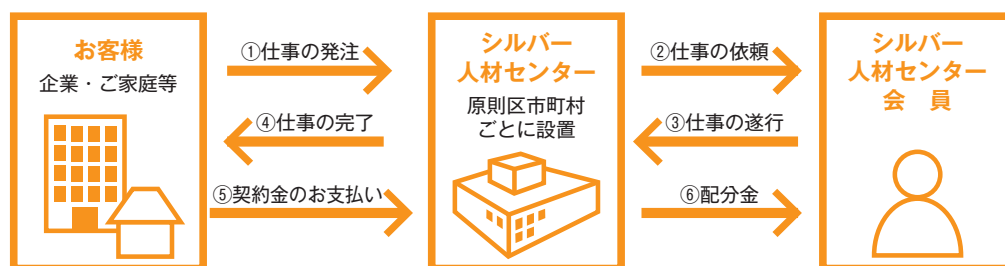 お客様
企業・ご家庭等
①仕事の発注
④仕事の完了
⑤契約金のお支払い
シルバー
人材センター
原則区市町村
ごとに設置
②仕事の依頼
③仕事の遂行
⑥配分金
シルバー
人材センター
会 員